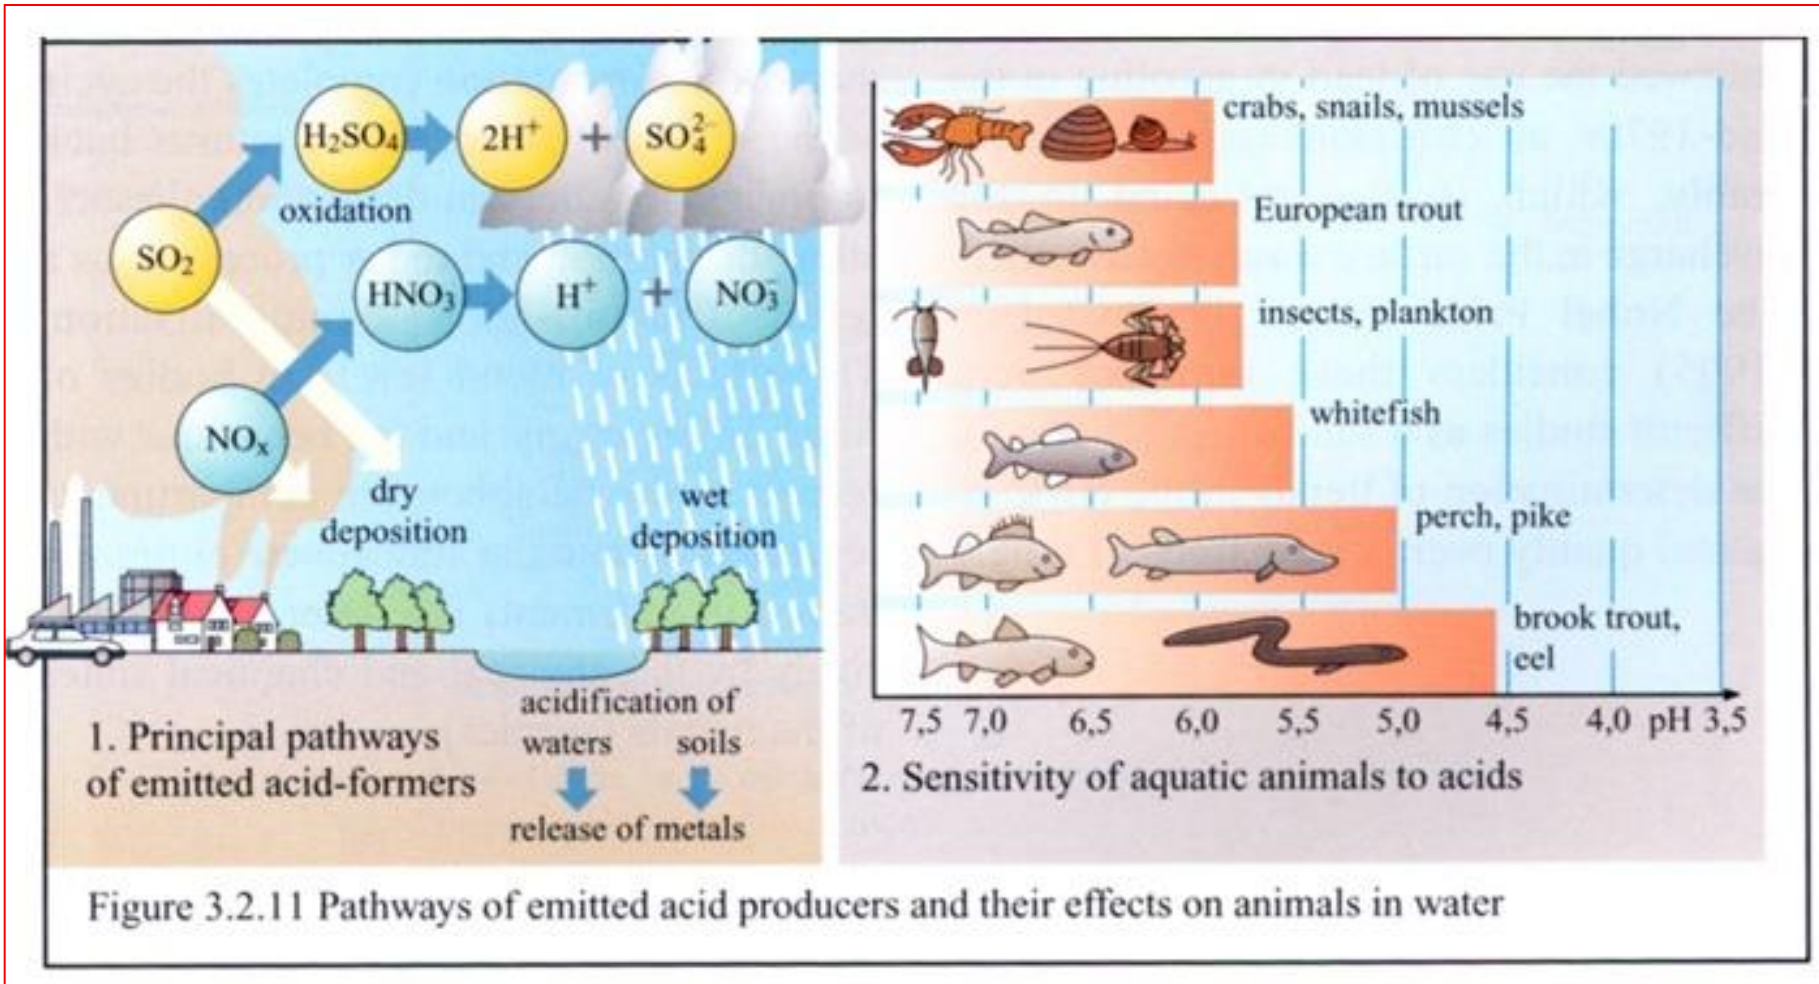 H₂SO₄
2H⁺
+
SO₄²⁻
oxidation
SO₂
HNO₃
H⁺
+
NO₃⁻
NOₓ
dry
deposition
wet
deposition
acidification of
waters soils
release of metals
1. Principal pathways
of emitted acid-formers
crabs, snails, mussels
European trout
insects, plankton
whitefish
perch, pike
brook trout,
eel
7,5 7,0 6,5 6,0 5,5 5,0 4,5 4,0 pH 3,5
2. Sensitivity of aquatic animals to acids
Figure 3.2.11 Pathways of emitted acid producers and their effects on animals in water